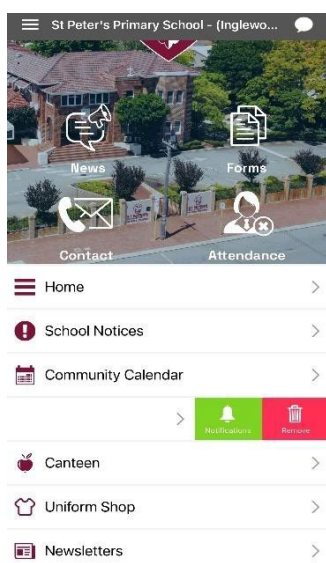 St Peter's Primary School - (Inglewo...
News
Forms
Contact
Attendance
Home
School Notices
Community Calendar
Notifications
Remove
Canteen
Uniform Shop
Newsletters